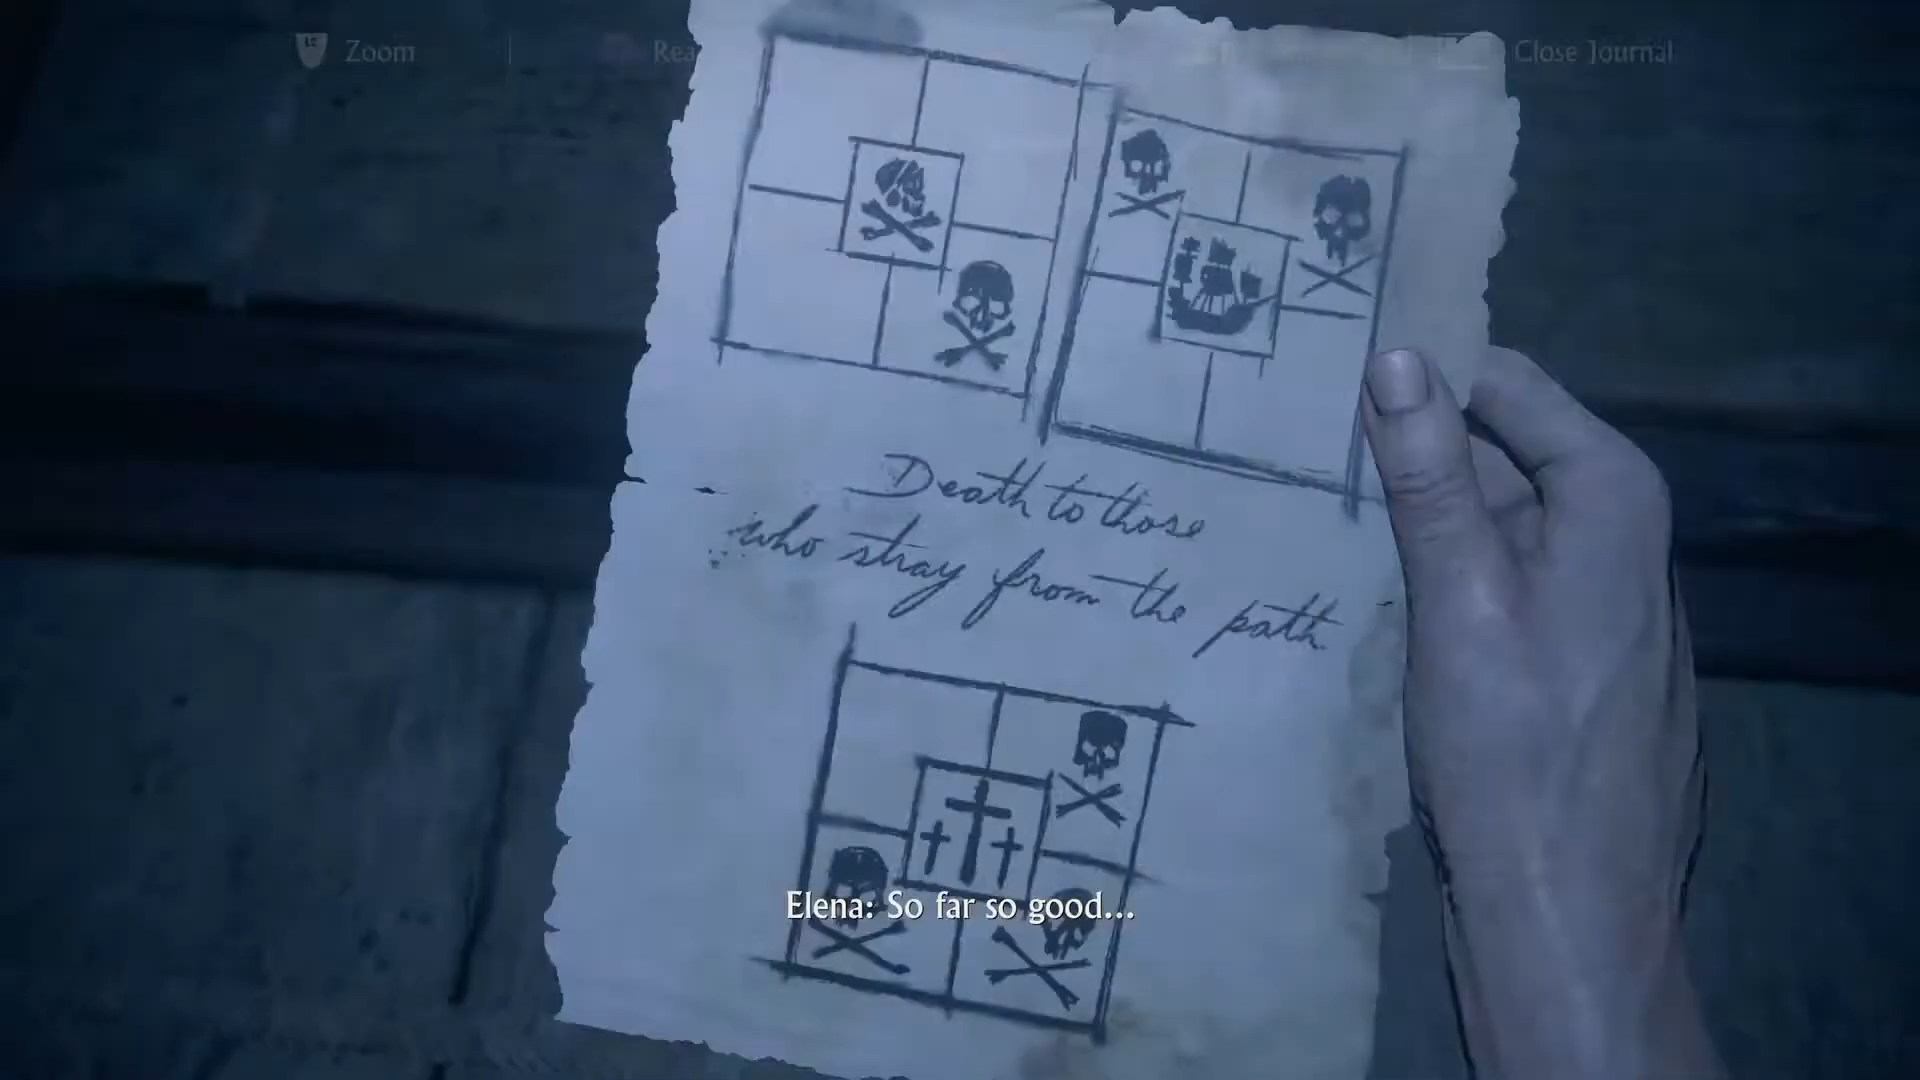 Zoom
Close Journal
Death to those
who stray from the path.
Elena: So far so good...